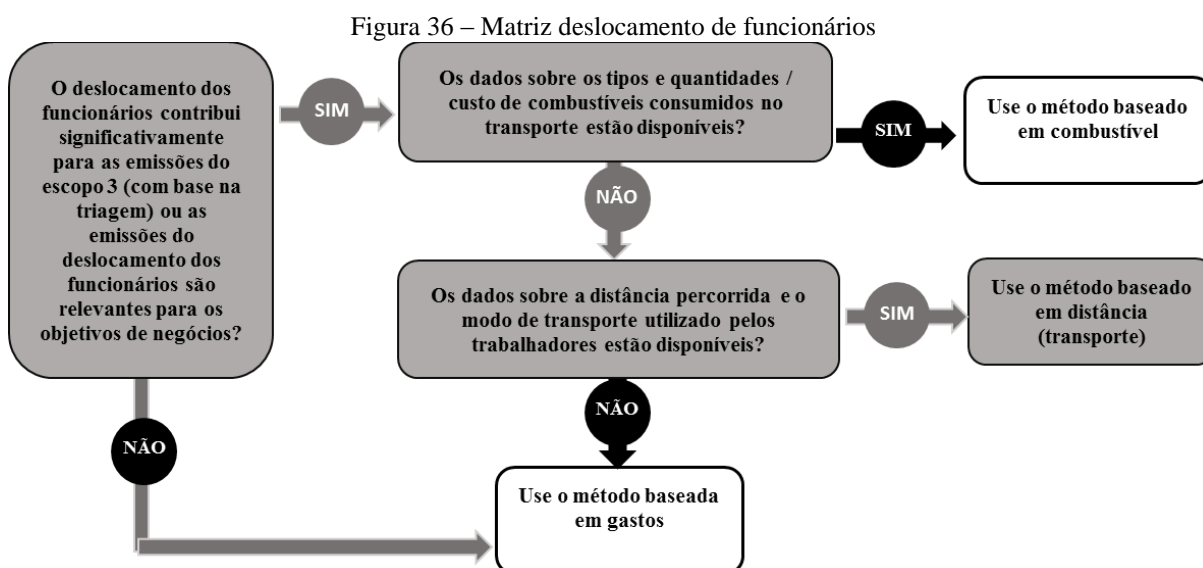 Figura 36 – Matriz deslocamento de funcionários
O deslocamento dos
funcionários contribui
significativamente
para as emissões do
escopo 3 (com base na
triagem) ou as
emissões do
deslocamento dos
funcionários são
relevantes para os
objetivos de negócios?
SIM
Os dados sobre os tipos e quantidades /
custo de combustíveis consumidos no
transporte estão disponíveis?
SIM
Use o método baseado
em combustível
NÃO
Os dados sobre a distância percorrida e o
modo de transporte utilizado pelos
trabalhadores estão disponíveis?
SIM
Use o método baseado
em distância
(transporte)
NÃO
NÃO
Use o método baseada
em gastos